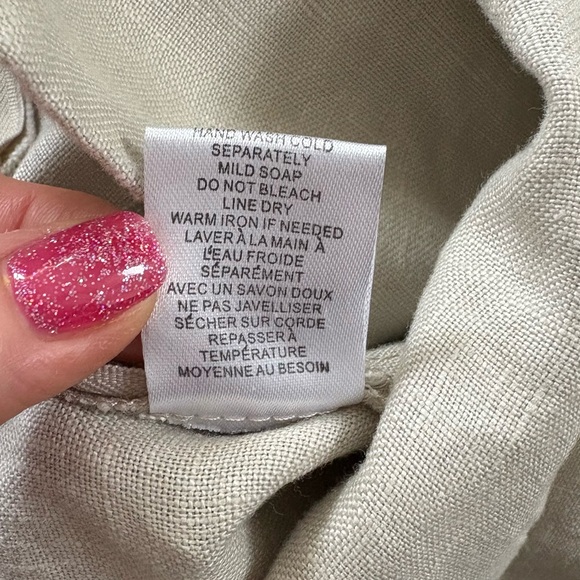 HAND WASH COLD
SEPARATELY
MILD SOAP
DO NOT BLEACH
LINE DRY
WARM IRON IF NEEDED
LAVER À LA MAIN À
L'EAU FROIDE
SÉPARÉMENT
AVEC UN SAVON DOUX
NE PAS JAVELLISER
SÉCHER SUR CORDE
REPASSER À
TEMPÉRATURE
MOYENNE AU BESOIN